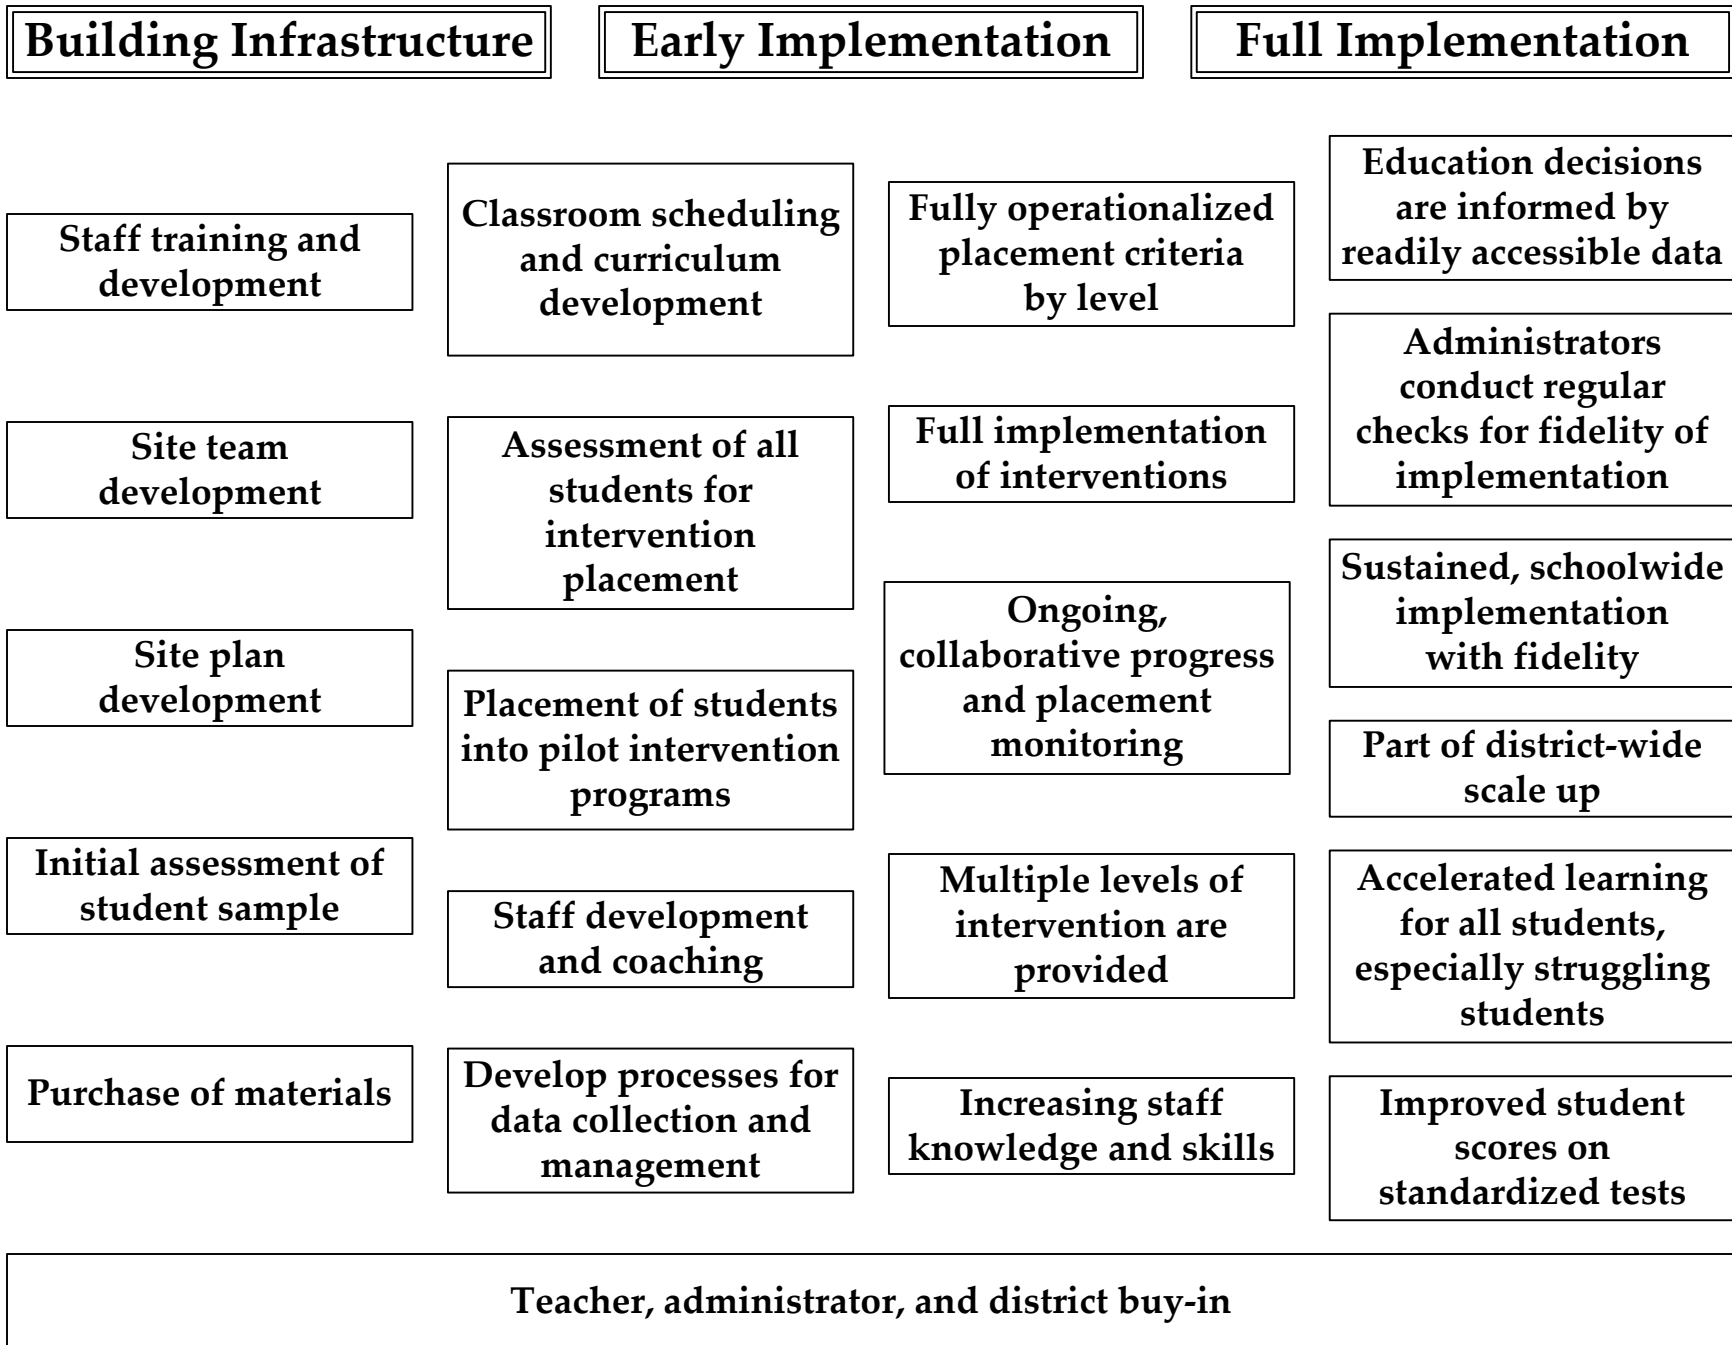 Building Infrastructure
Early Implementation
Full Implementation
Staff training and
development
Site team
development
Site plan
development
Initial assessment of
student sample
Purchase of materials
Classroom scheduling
and curriculum
development
Assessment of all
students for
intervention
placement
Placement of students
into pilot intervention
programs
Staff development
and coaching
Develop processes for
data collection and
management
Fully operationalized
placement criteria
by level
Full implementation
of interventions
Ongoing,
collaborative progress
and placement
monitoring
Multiple levels of
intervention are
provided
Increasing staff
knowledge and skills
Education decisions
are informed by
readily accessible data
Administrators
conduct regular
checks for fidelity of
implementation
Sustained, schoolwide
implementation
with fidelity
Part of district-wide
scale up
Accelerated learning
for all students,
especially struggling
students
Improved student
scores on
standardized tests
Teacher, administrator, and district buy-in